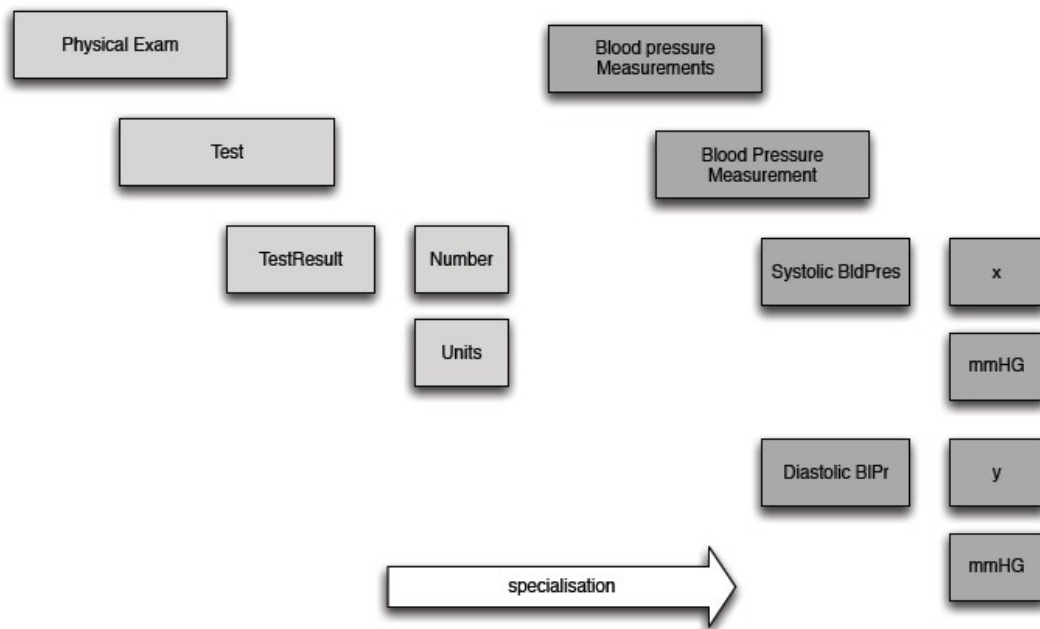 Physical Exam
Blood pressure
Measurements
Test
Blood Pressure
Measurement
TestResult
Number
Systolic BldPres
x
Units
mmHG
Diastolic BlPr
y
mmHG
specialisation